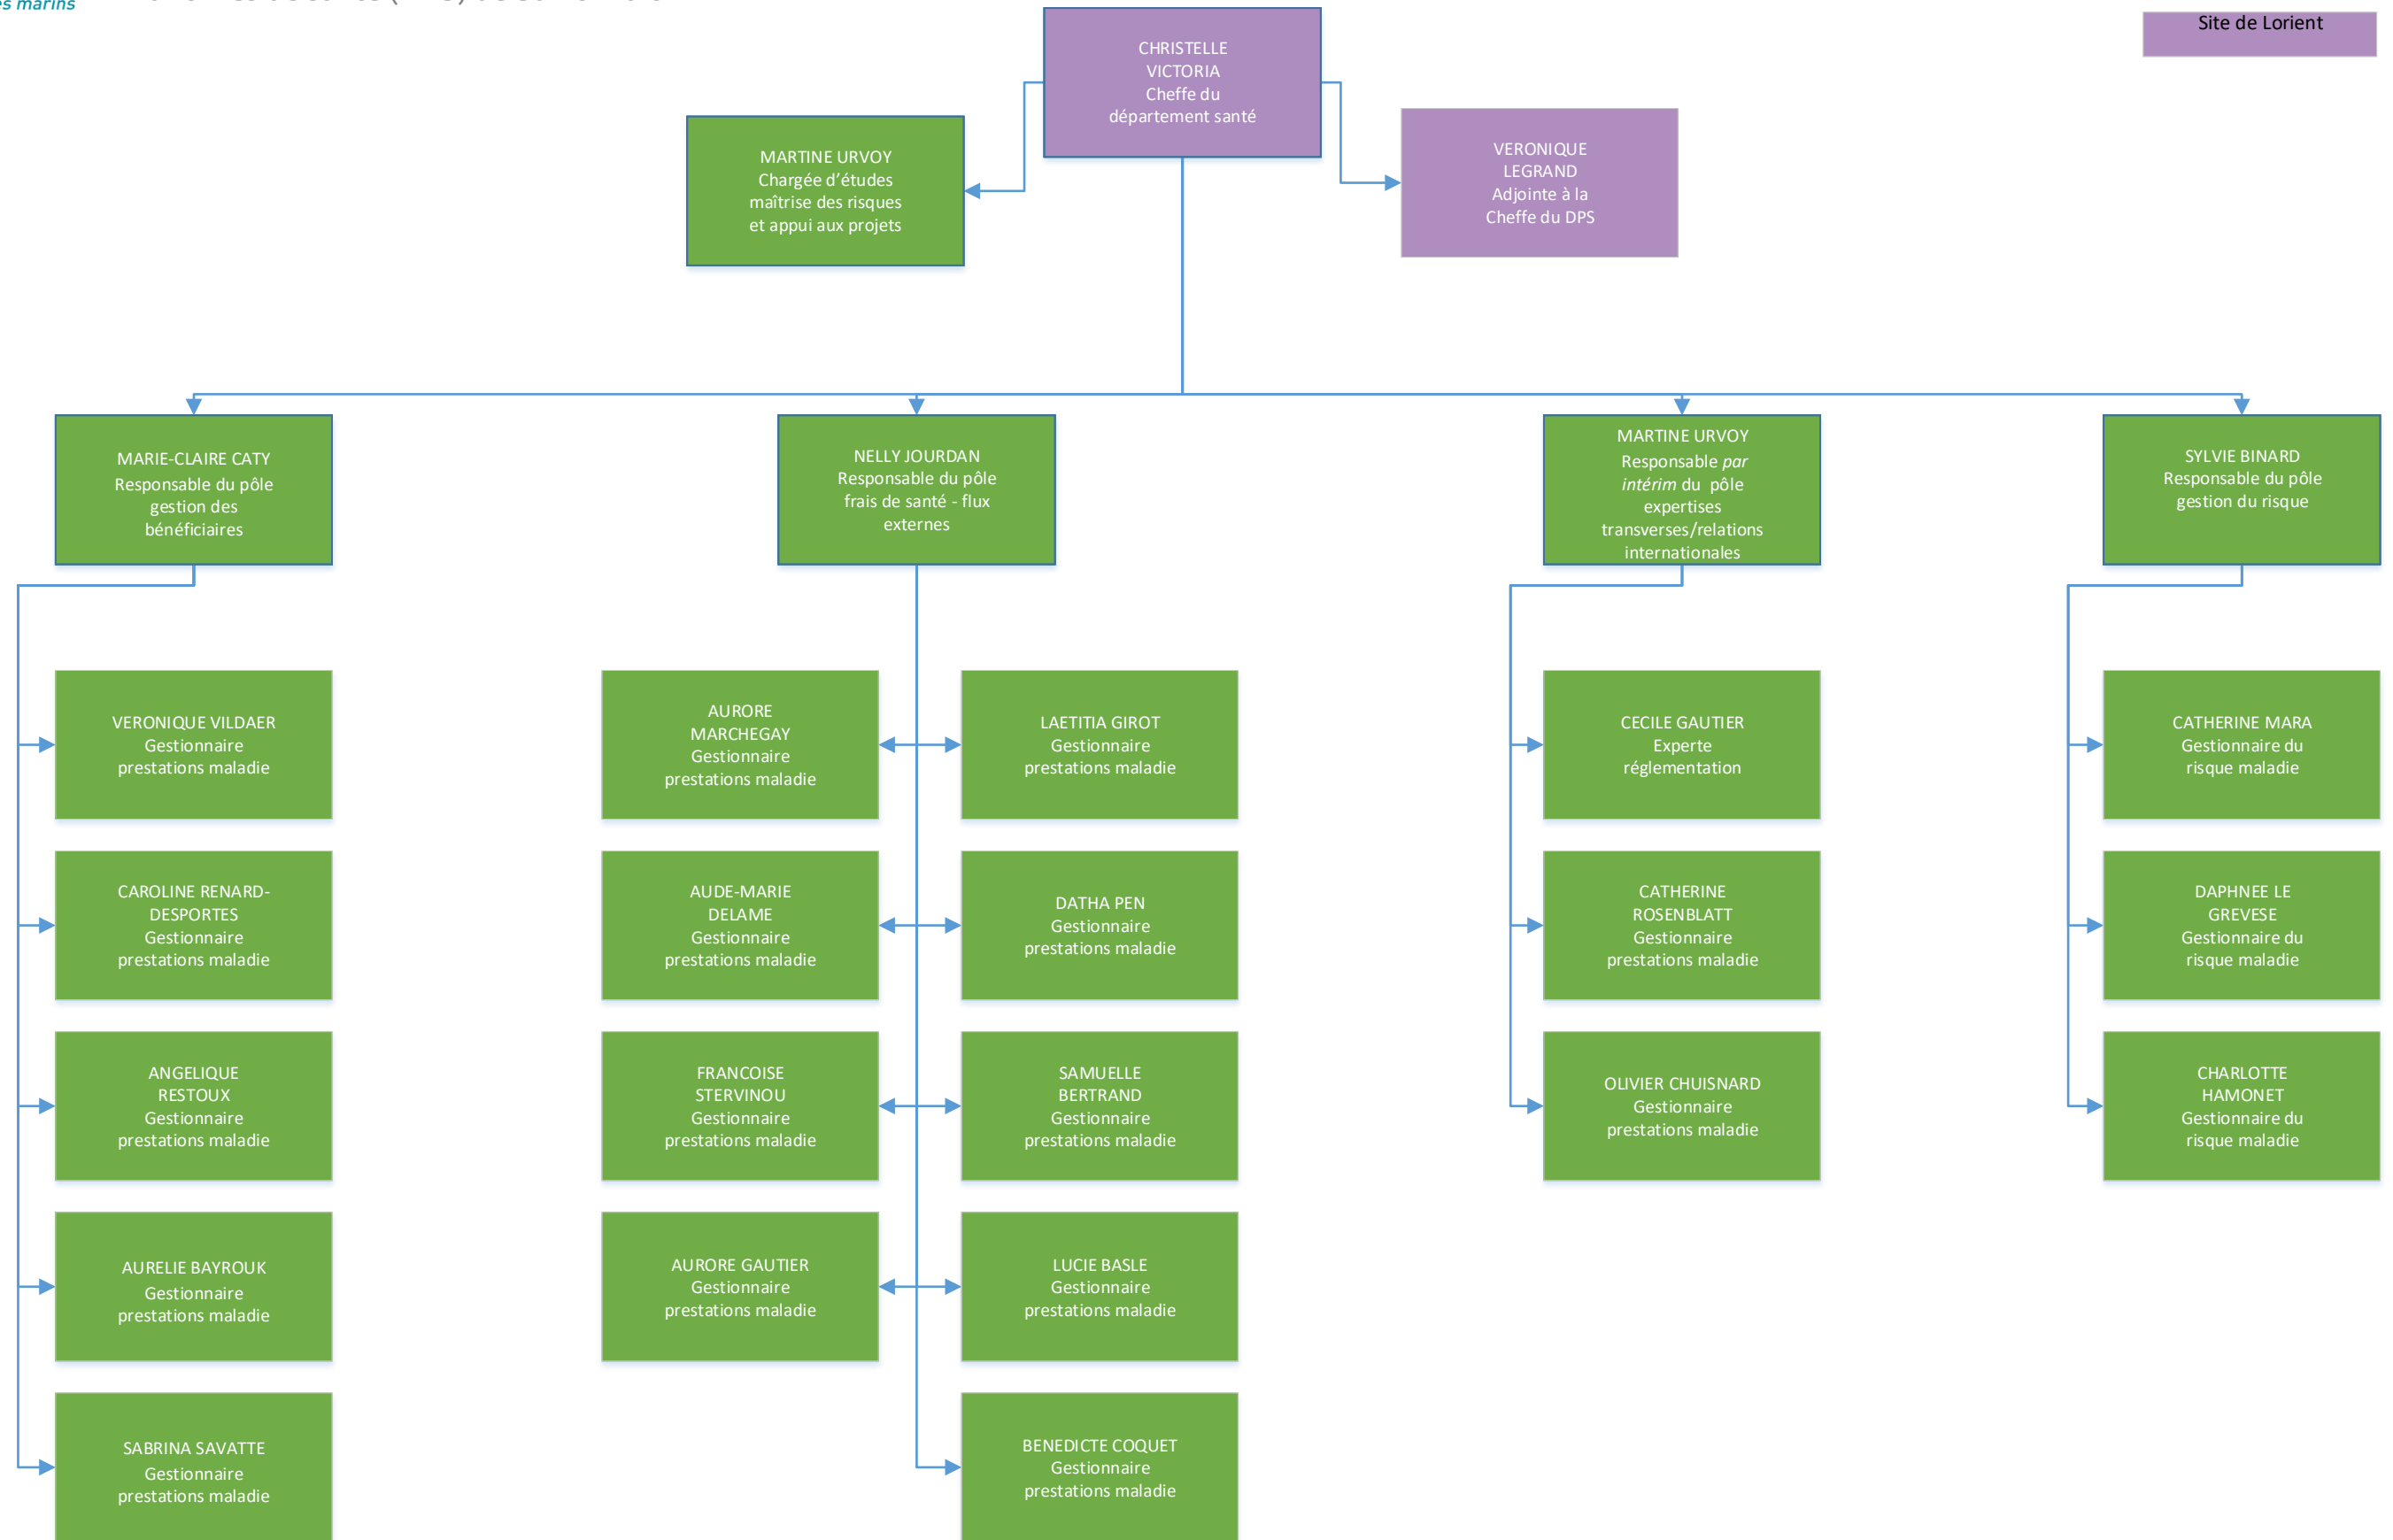 es marins
Site de Lorient
CHRISTELLE
VICTORIA
Cheffe du
département santé
MARTINE URVOY
Chargée d’études
maîtrise des risques
et appui aux projets
VERONIQUE
LEGRAND
Adjointe à la
Cheffe du DPS
MARIE-CLAIRE CATY
Responsable du pôle
gestion des
bénéficiaires
NELLY JOURDAN
Responsable du pôle
frais de santé - flux
externes
MARTINE URVOY
Responsable par
intérim du pôle
expertises
transverses/relations
internationales
SYLVIE BINARD
Responsable du pôle
gestion du risque
VERONIQUE VILDAER
Gestionnaire
prestations maladie
AURORE
MARCHEGAY
Gestionnaire
prestations maladie
LAETITIA GIROT
Gestionnaire
prestations maladie
CECILE GAUTIER
Experte
réglementation
CATHERINE MARA
Gestionnaire du
risque maladie
CAROLINE RENARD-
DESPORTES
Gestionnaire
prestations maladie
AUDE-MARIE
DELAME
Gestionnaire
prestations maladie
DATHA PEN
Gestionnaire
prestations maladie
CATHERINE
ROSENBLATT
Gestionnaire
prestations maladie
DAPHNEE LE
GREVESE
Gestionnaire du
risque maladie
ANGELIQUE
RESTOUX
Gestionnaire
prestations maladie
FRANCOISE
STERVINOU
Gestionnaire
prestations maladie
SAMUELLE
BERTRAND
Gestionnaire
prestations maladie
OLIVIER CHUISNARD
Gestionnaire
prestations maladie
CHARLOTTE
HAMONET
Gestionnaire du
risque maladie
AURELIE BAYROUK
Gestionnaire
prestations maladie
AURORE GAUTIER
Gestionnaire
prestations maladie
LUCIE BASLE
Gestionnaire
prestations maladie
SABRINA SAVATTE
Gestionnaire
prestations maladie
BENEDICTE COQUET
Gestionnaire
prestations maladie